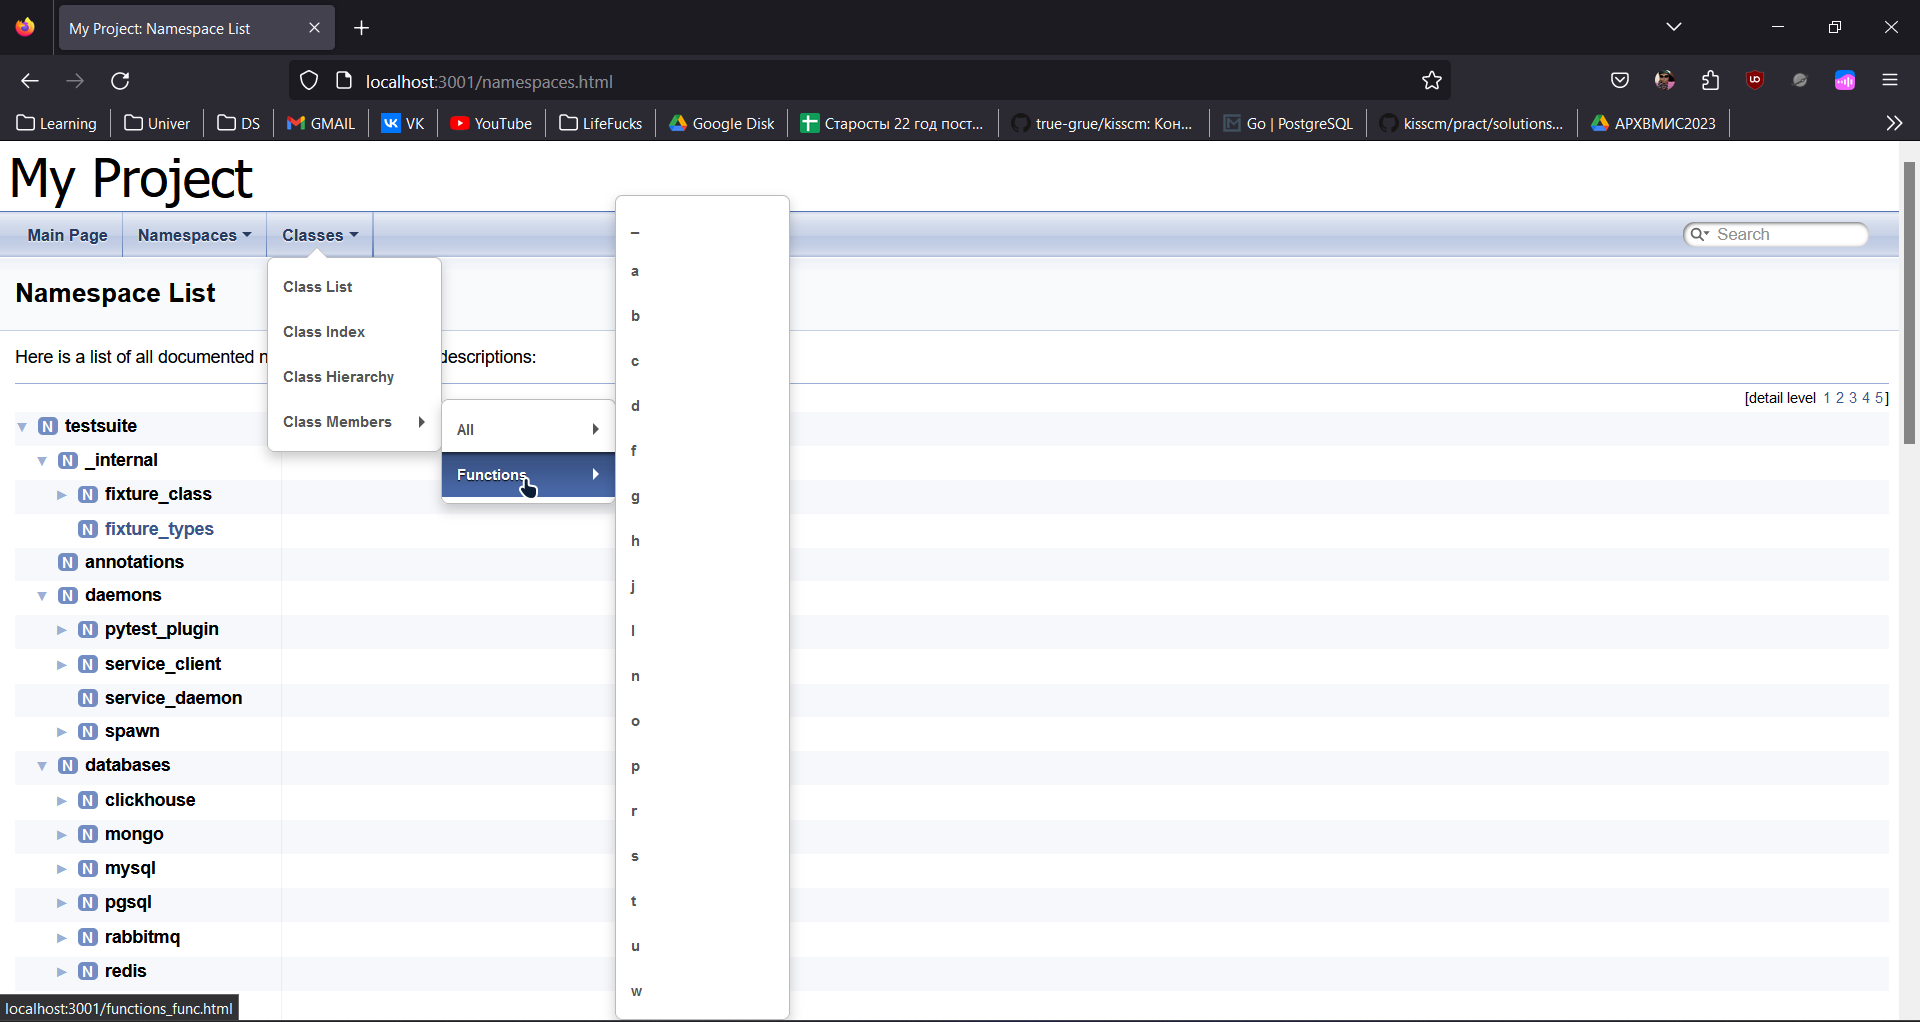 My Project: Namespace List
localhost:3001/namespaces.html
Learning
Univer
DS
GMAIL
VK
YouTube
LifeFucks
Google Disk
Старосты 22 год пост...
true-grue/kisscm: Кон...
Go | PostgreSQL
kisscm/pract/solutions...
АРХВМИС2023
My Project
Main Page
Namespaces
Classes
Search
Namespace List
Class List
Class Index
Class Hierarchy
Class Members
All
Functions
_
a
b
c
d
f
g
h
j
l
n
o
p
r
s
t
u
w
Here is a list of all documented n
descriptions:
[detail level 1 2 3 4 5]
N testsuite
N _internal
N fixture_class
N fixture_types
N annotations
N daemons
N pytest_plugin
N service_client
N service_daemon
N spawn
N databases
N clickhouse
N mongo
N mysql
N pgsql
N rabbitmq
N redis
localhost:3001/functions_func.html